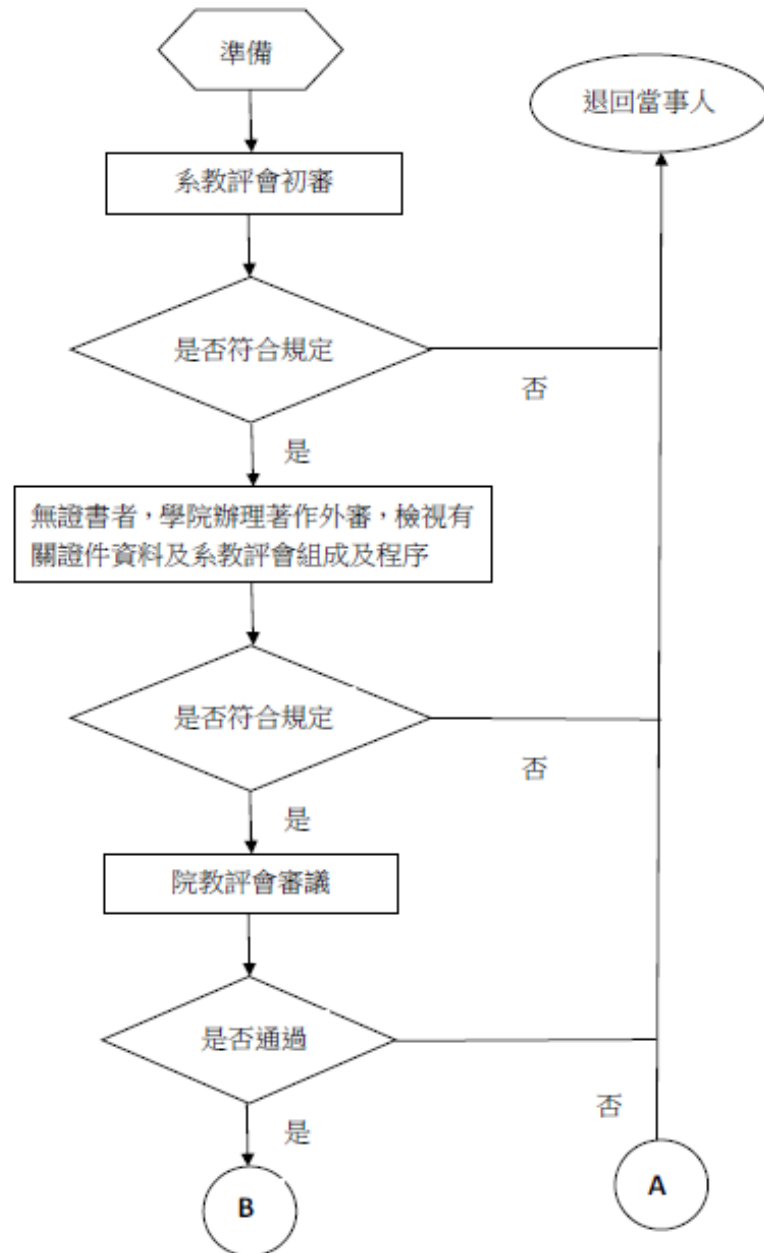 準備
退回當事人
系教評會初審
是否符合規定
否
是
無證書者，學院辦理著作外審，檢視有
關證件資料及系教評會組成及程序
是否符合規定
否
是
院教評會審議
是否通過
否
是
B
A